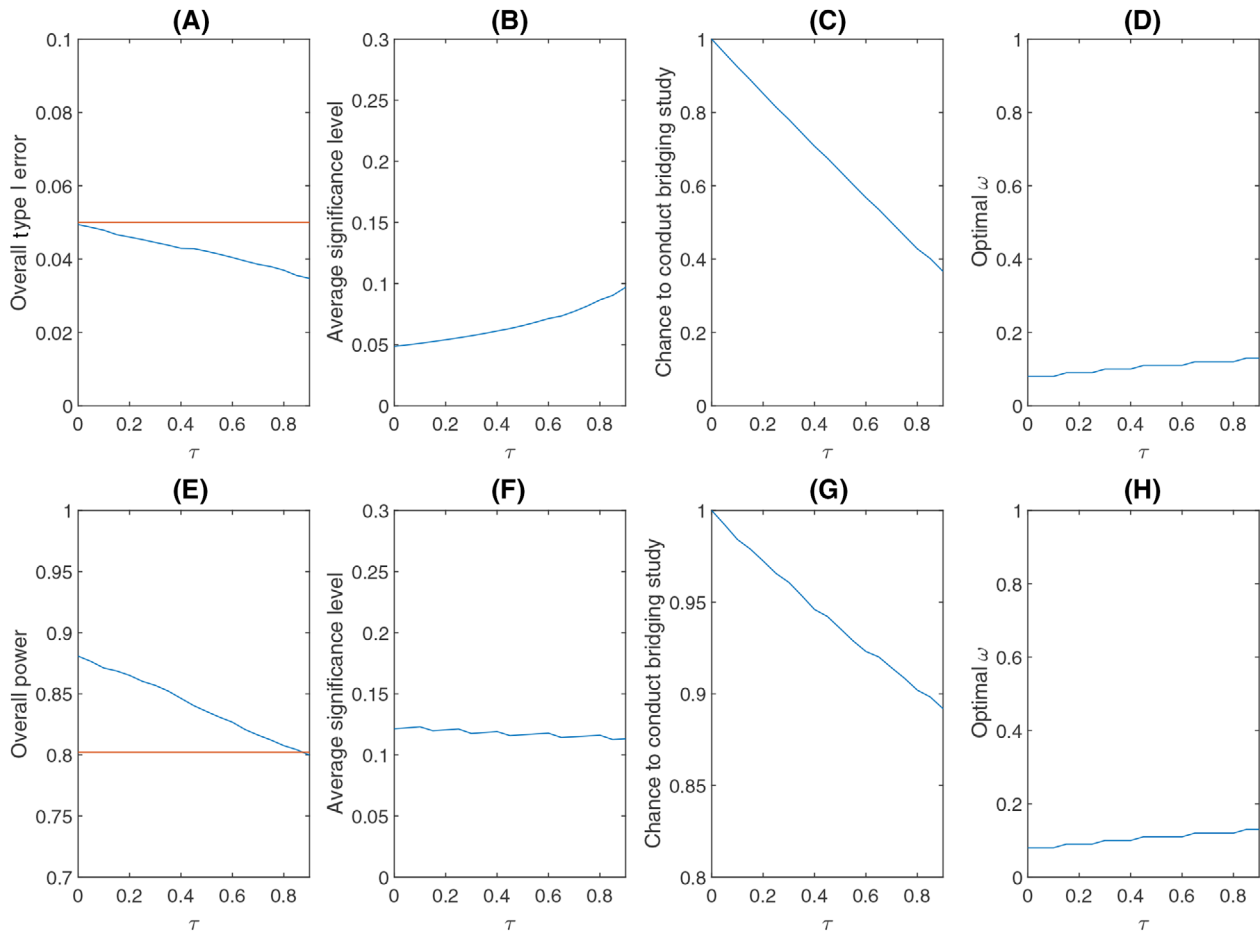 (A)
Overall type I error
0.1
0.08
0.06
0.04
0.02
0
0 0.2 0.4 0.6 0.8
τ
(B)
Average significance level
0.3
0.25
0.2
0.15
0.1
0.05
0
0 0.2 0.4 0.6 0.8
τ
(C)
Chance to conduct bridging study
1
0.8
0.6
0.4
0.2
0
0 0.2 0.4 0.6 0.8
τ
(D)
Optimal ω
1
0.8
0.6
0.4
0.2
0
0 0.2 0.4 0.6 0.8
τ
(E)
Overall power
1
0.95
0.9
0.85
0.8
0.75
0.7
0 0.2 0.4 0.6 0.8
τ
(F)
Average significance level
0.3
0.25
0.2
0.15
0.1
0.05
0
0 0.2 0.4 0.6 0.8
τ
(G)
Chance to conduct bridging study
1
0.95
0.9
0.85
0.8
0 0.2 0.4 0.6 0.8
τ
(H)
Optimal ω
1
0.8
0.6
0.4
0.2
0
0 0.2 0.4 0.6 0.8
τ